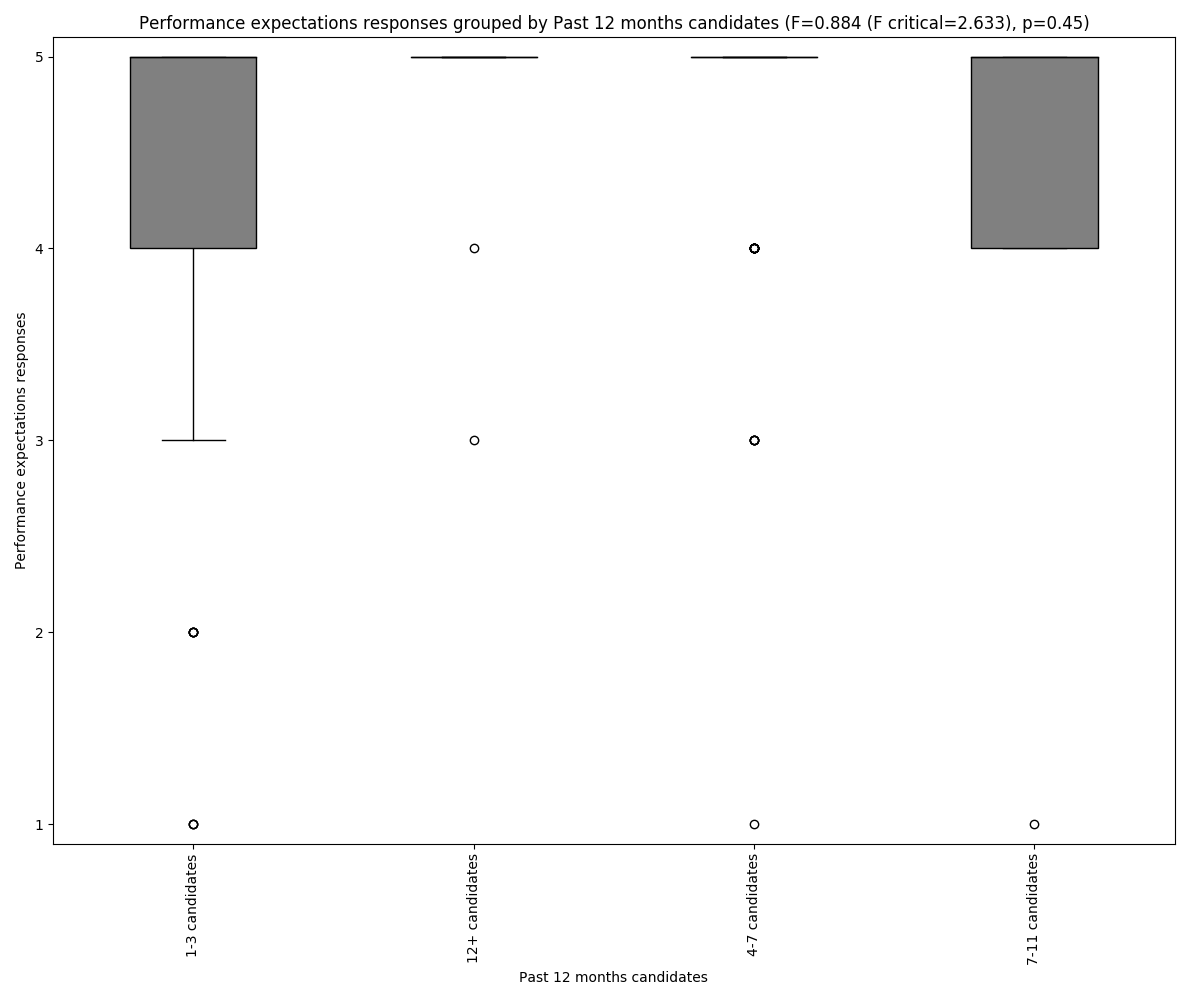 Performance expectations responses grouped by Past 12 months candidates (F=0.884 (F critical=2.633), p=0.45)
Performance expectations responses
5
4
3
2
1
1-3 candidates
12+ candidates
4-7 candidates
7-11 candidates
Past 12 months candidates